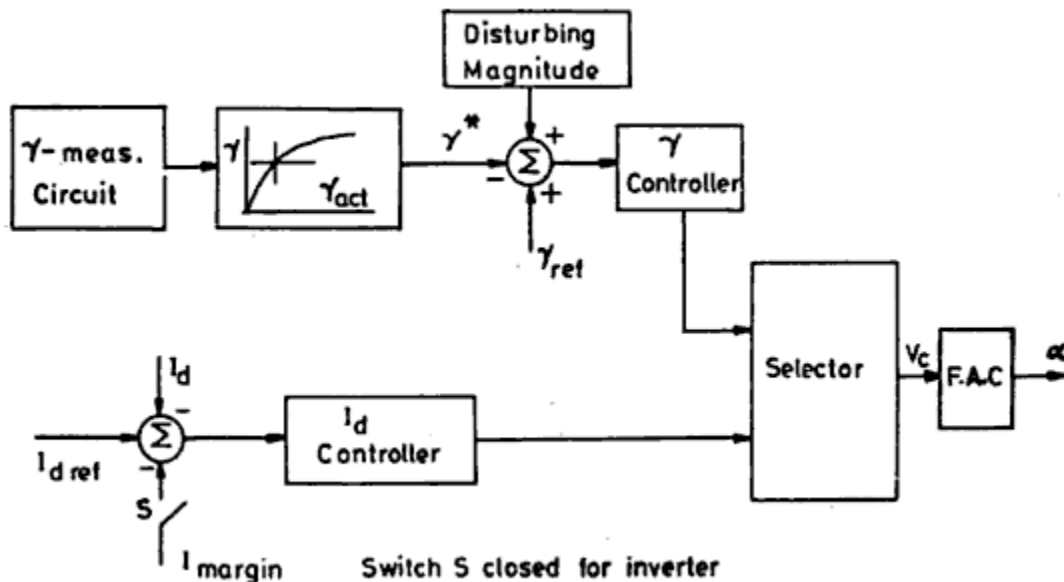 Disturbing
Magnitude
γ-meas.
Circuit
γ
γact
γ*
+
Σ
-
+
γref
γ
Controller
Selector
Vc
F.A.C
α
Id
-
Σ
-
Id ref
Id
Controller
S
Imargin
Switch S closed for inverter